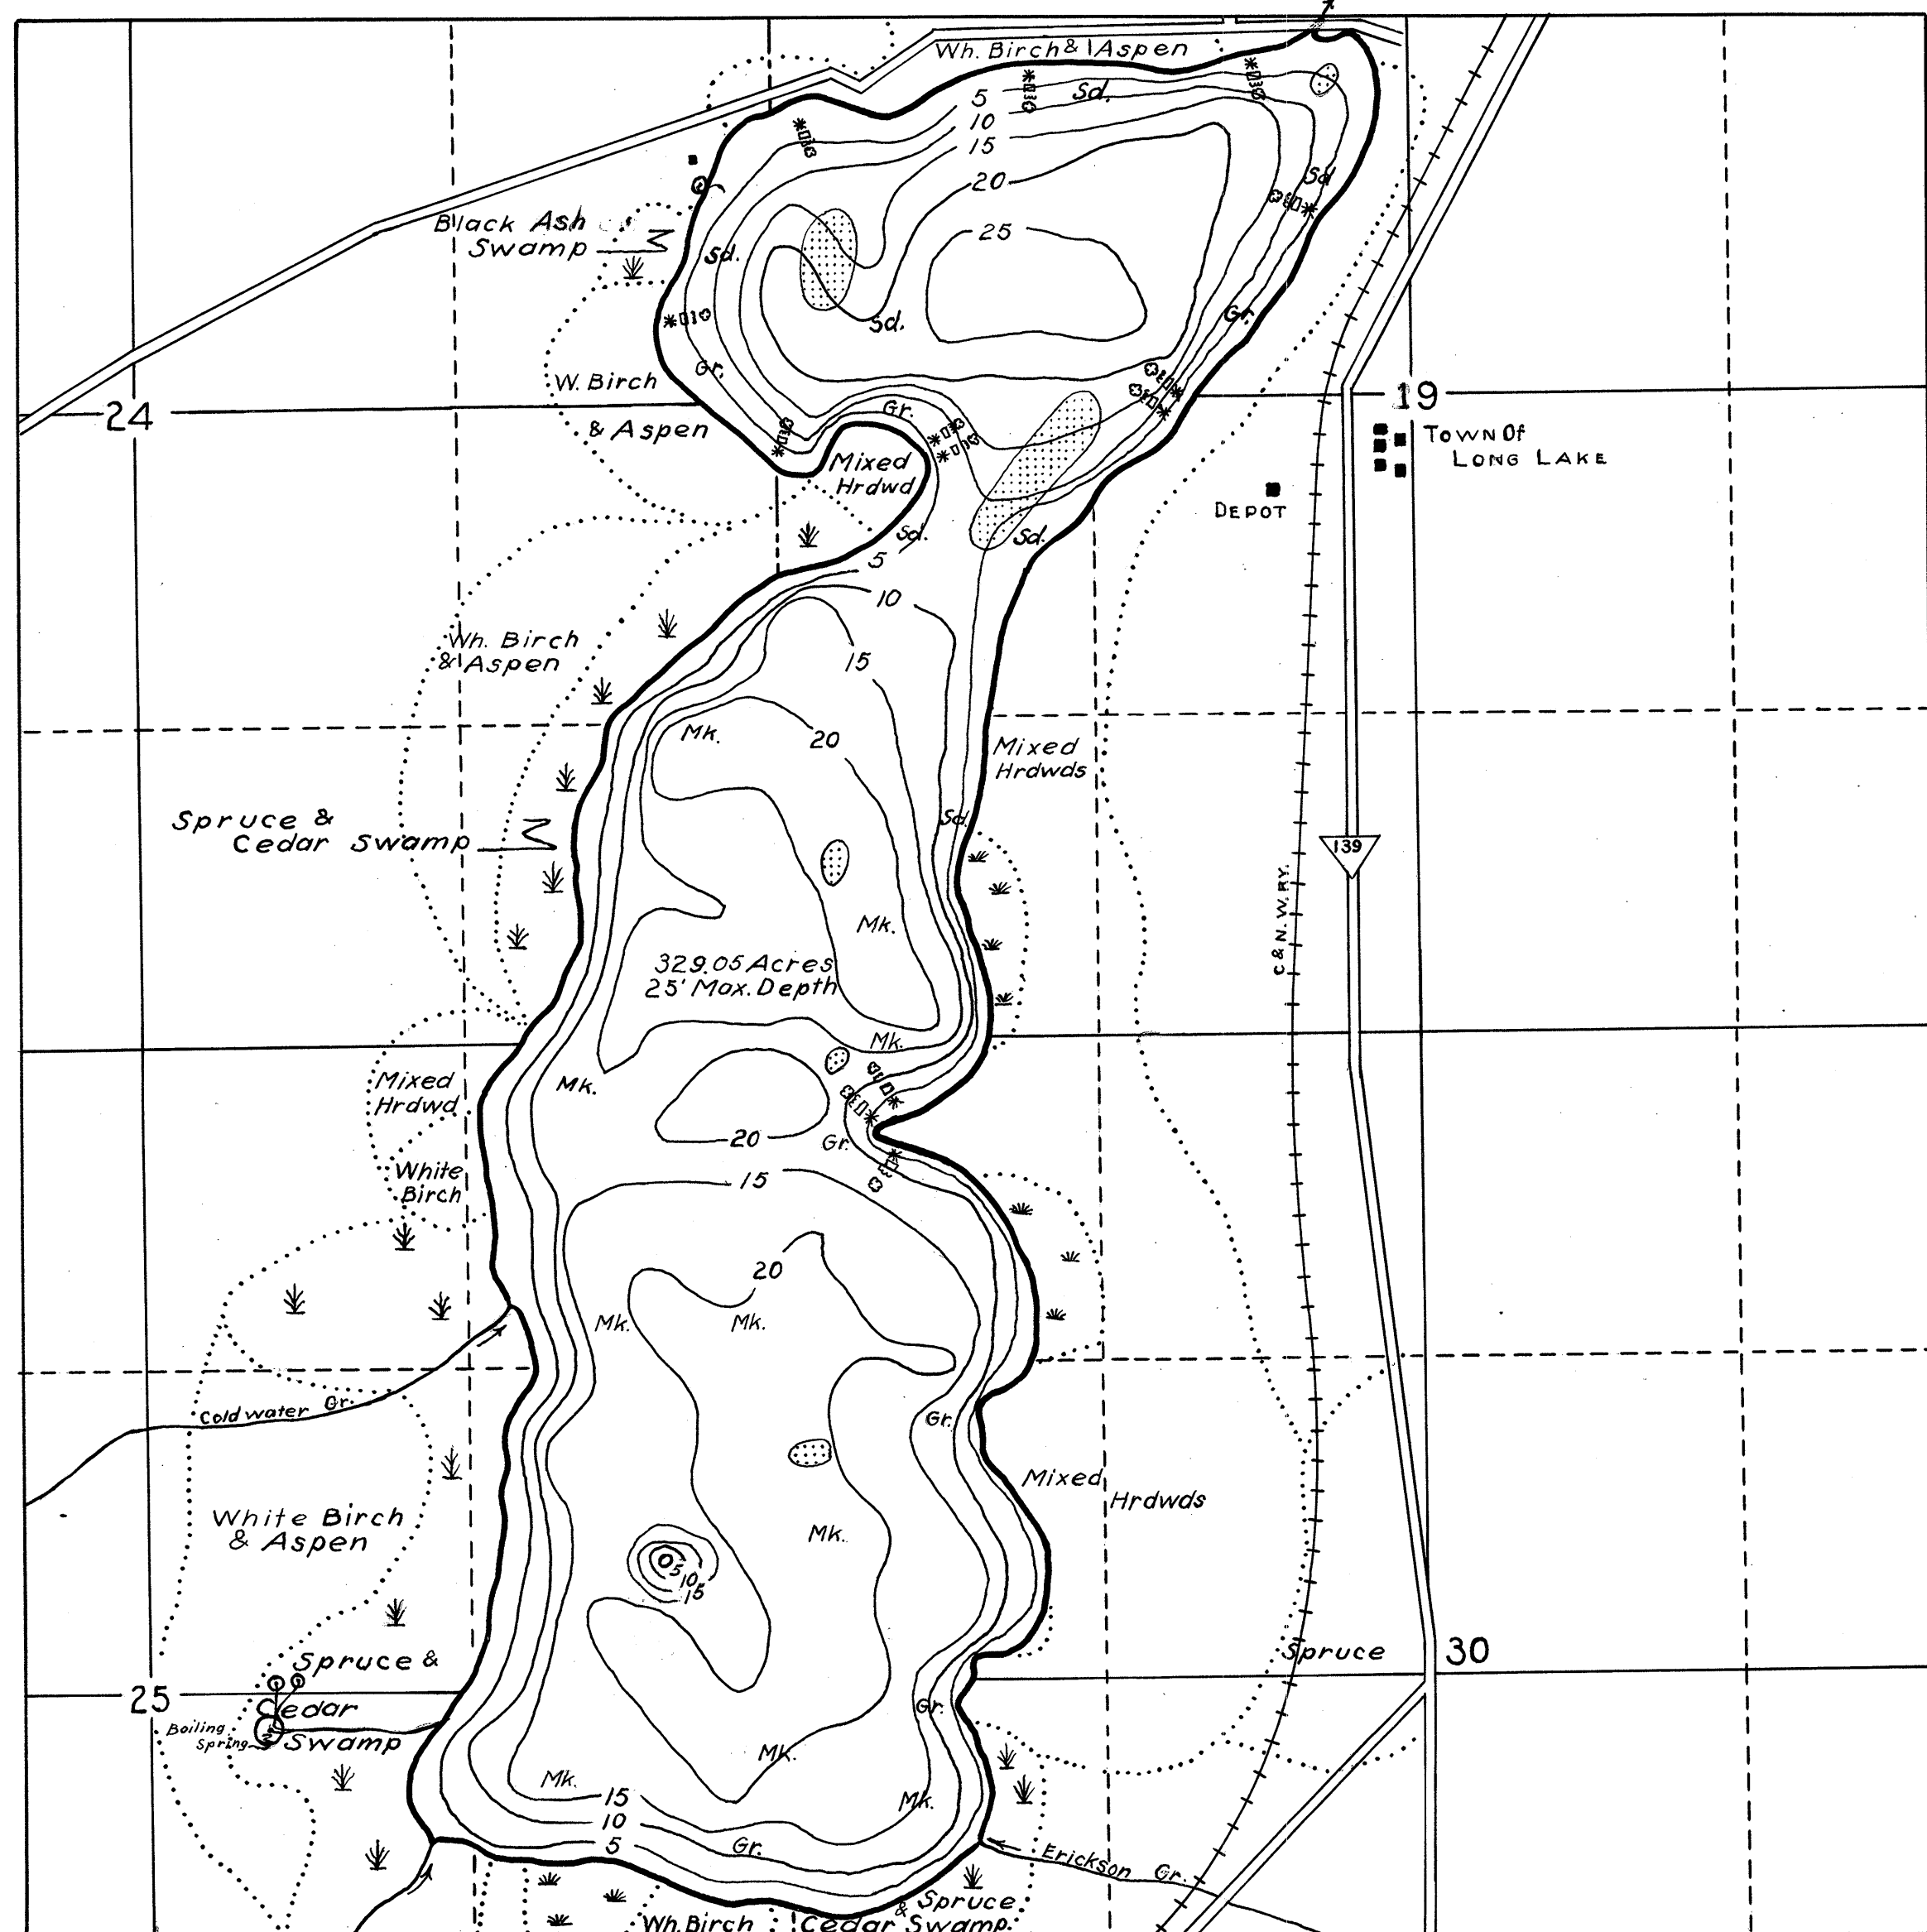 Wh. Birch & Aspen
5
Sd.
10
15
20
Sd
Black Ash
Swamp
Sd.
25
Sd.
Gr.
Gr.
W. Birch
& Aspen
24
Gr.
19
Town Of
Long Lake
Mixed
Hrdwd
Depot
Sd.
Sd.
5
10
Wh. Birch
& Aspen
15
Mk.
20
Mixed
Hrdwds
Spruce &
Cedar Swamp
Sd.
139
C & N. W. RY.
Mk.
329.05 Acres
25' Max. Depth
Mk.
Mixed
Hrdwd
Mk.
20
Gr.
White
Birch
15
20
Mk.
Mk.
Coldwater Cr.
Gr.
Mixed
Hrdwds
White Birch
& Aspen
Mk.
5
10
15
Spruce &
Cedar
Swamp
Spruce
30
25
Boiling
Spring
Gr.
Mk.
Mk.
Mk.
15
10
5
Gr.
Erickson Cr.
Wh. Birch
& Spruce
Cedar Swamp